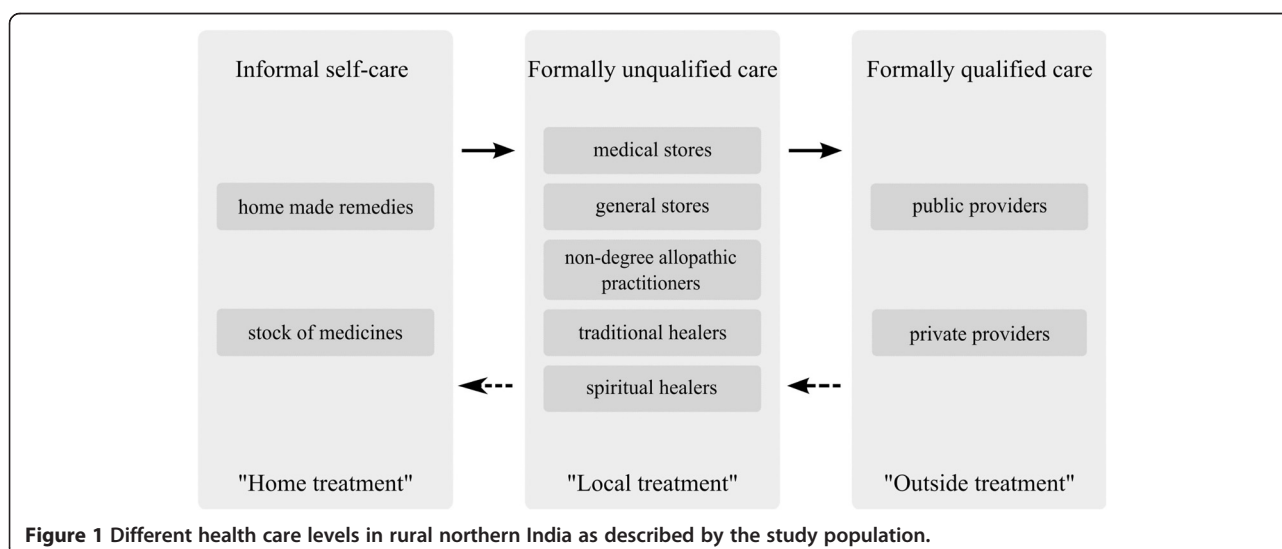 Informal self-care
home made remedies
stock of medicines
"Home treatment"
Formally unqualified care
medical stores
general stores
non-degree allopathic
practitioners
traditional healers
spiritual healers
"Local treatment"
Formally qualified care
public providers
private providers
"Outside treatment"
Figure 1 Different health care levels in rural northern India as described by the study population.